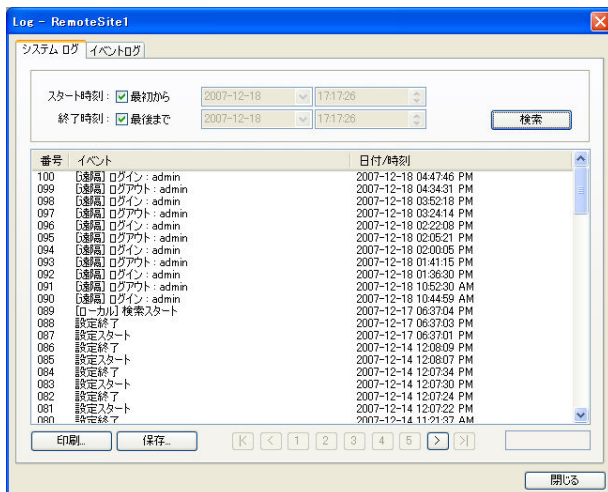 Log - RemoteSite1
システム ログ イベントログ
スタート時刻 : 最初から 2007-12-18 17:17:26
終了時刻 : 最後まで 2007-12-18 17:17:26
検索
番号 イベント 日付/時刻
100 [遠隔] ログイン : admin 2007-12-18 04:47:46 PM
099 [遠隔] ログアウト : admin 2007-12-18 04:34:31 PM
098 [遠隔] ログイン : admin 2007-12-18 03:52:18 PM
097 [遠隔] ログアウト : admin 2007-12-18 03:24:14 PM
096 [遠隔] ログイン : admin 2007-12-18 02:22:08 PM
095 [遠隔] ログアウト : admin 2007-12-18 02:05:21 PM
094 [遠隔] ログイン : admin 2007-12-18 02:00:05 PM
093 [遠隔] ログアウト : admin 2007-12-18 01:41:15 PM
092 [遠隔] ログイン : admin 2007-12-18 01:36:30 PM
091 [遠隔] ログアウト : admin 2007-12-18 10:52:30 AM
090 [遠隔] ログイン : admin 2007-12-18 10:44:59 AM
089 [ローカル] 検索スタート 2007-12-17 06:37:04 PM
088 設定終了 2007-12-17 06:37:03 PM
087 設定スタート 2007-12-17 06:37:01 PM
086 設定終了 2007-12-14 12:08:09 PM
085 設定スタート 2007-12-14 12:08:07 PM
084 設定終了 2007-12-14 12:07:34 PM
083 設定スタート 2007-12-14 12:07:30 PM
082 設定終了 2007-12-14 12:07:24 PM
081 設定スタート 2007-12-14 12:07:22 PM
080 設定終了 2007-12-14 11:21:37 AM
印刷... 保存... 1 2 3 4 5
閉じる